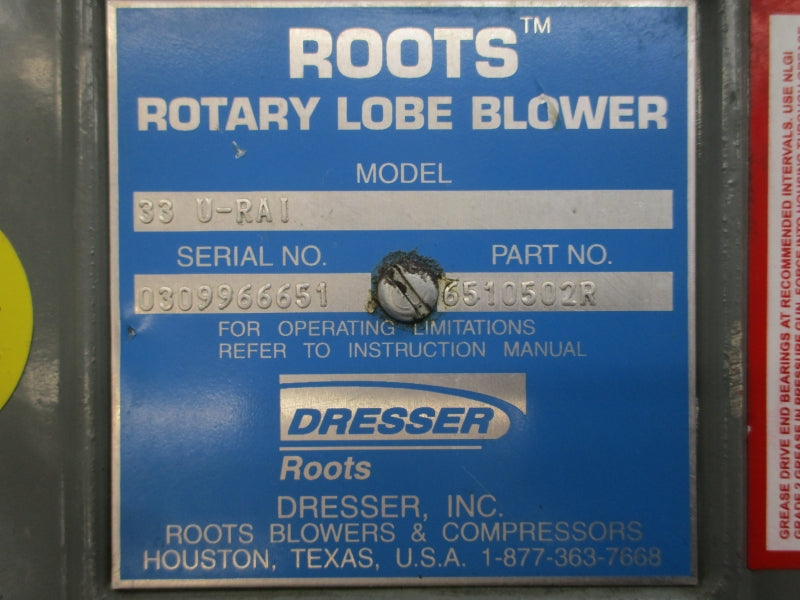 ROOTS™
ROTARY LOBE BLOWER
MODEL
33 U-RAI
SERIAL NO. PART NO.
0309966651 6510502R
FOR OPERATING LIMITATIONS
REFER TO INSTRUCTION MANUAL
DRESSER
Roots
DRESSER, INC.
ROOTS BLOWERS & COMPRESSORS
HOUSTON, TEXAS, U.S.A. 1-877-363-7668
GREASE DRIVE END BEARINGS AT RECOMMENDED INTERVALS. USE NLGI